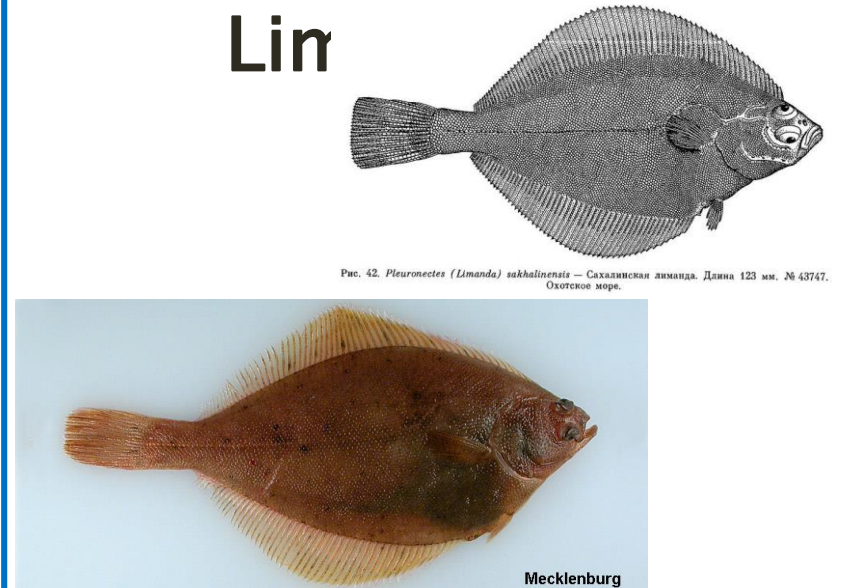 Lim
Рис. 42. Pleuronectes (Limanda) sakhalinensis — Сахалинская лиманда. Длина 123 мм. № 43747.
Охотское море.
Mecklenburg